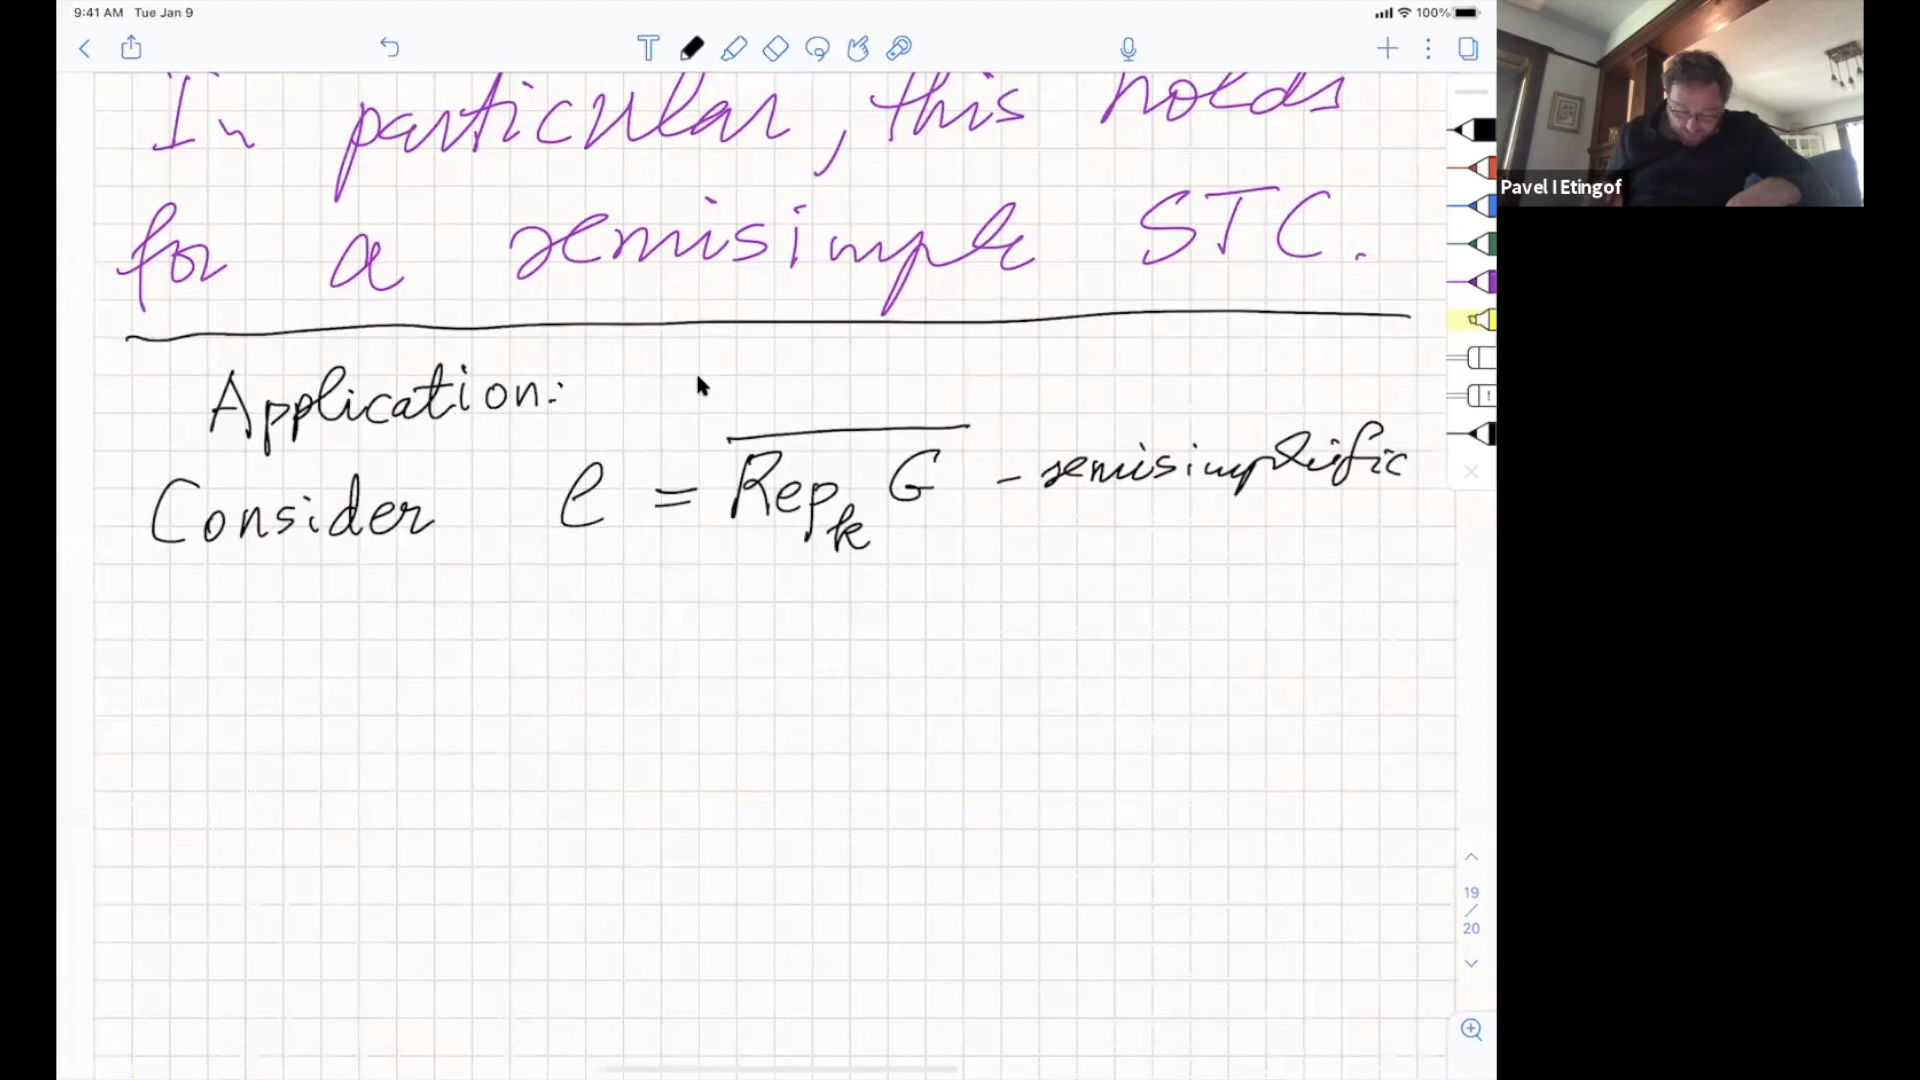 9:41 AM Tue Jan 9
100%
In particular, this holds
for a semisimple STC.
Application:
Consider C = \overline{Rep_k G} - semisimplific
19
/
20
Pavel I Etingof